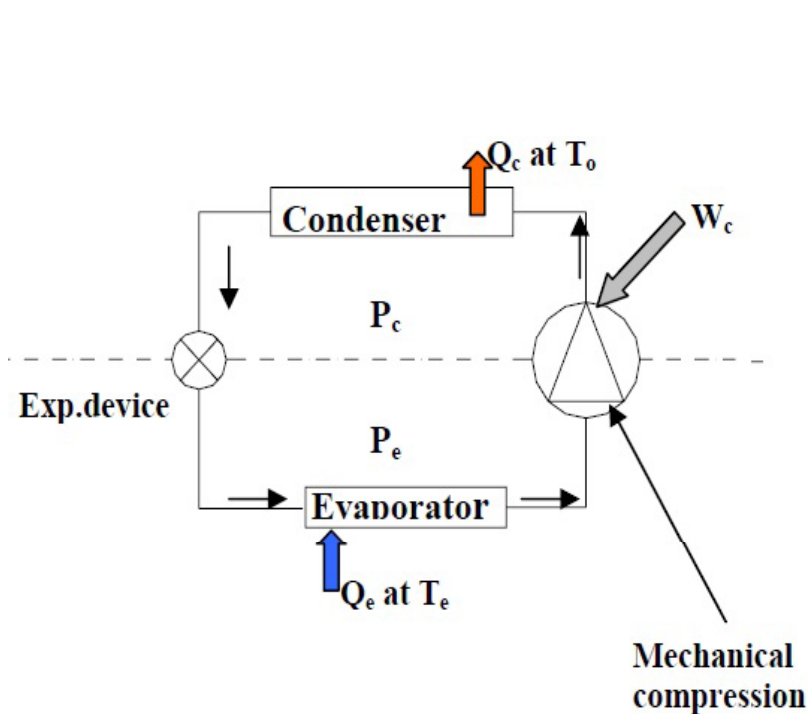 Qc at To
Condenser
Wc
Pc
Exp.device
Pe
Evaporator
Qe at Te
Mechanical
compression